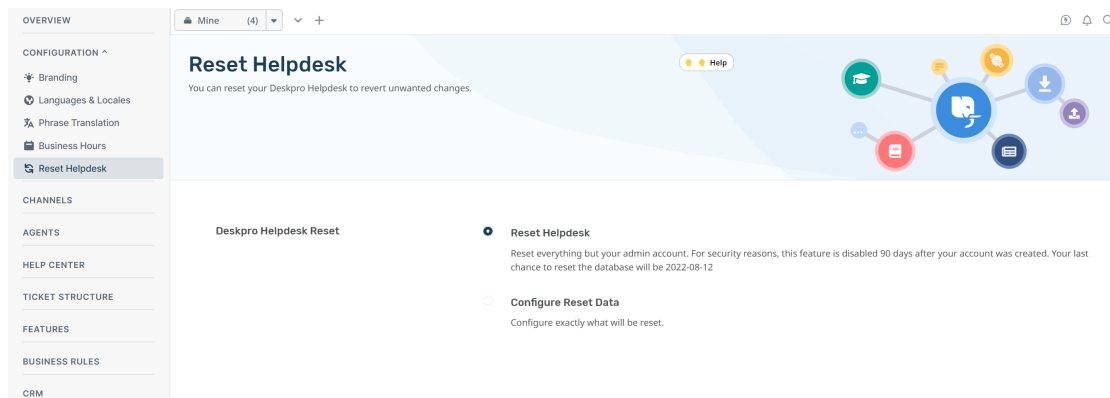 OVERVIEW
CONFIGURATION
Branding
Languages & Locales
Phrase Translation
Business Hours
Reset Helpdesk
CHANNELS
AGENTS
HELP CENTER
TICKET STRUCTURE
FEATURES
BUSINESS RULES
CRM
Mine (4)
Reset Helpdesk
You can reset your Deskpro Helpdesk to revert unwanted changes.
Help
Deskpro Helpdesk Reset
Reset Helpdesk
Reset everything but your admin account. For security reasons, this feature is disabled 90 days after your account was created. Your last
chance to reset the database will be 2022-08-12
Configure Reset Data
Configure exactly what will be reset.